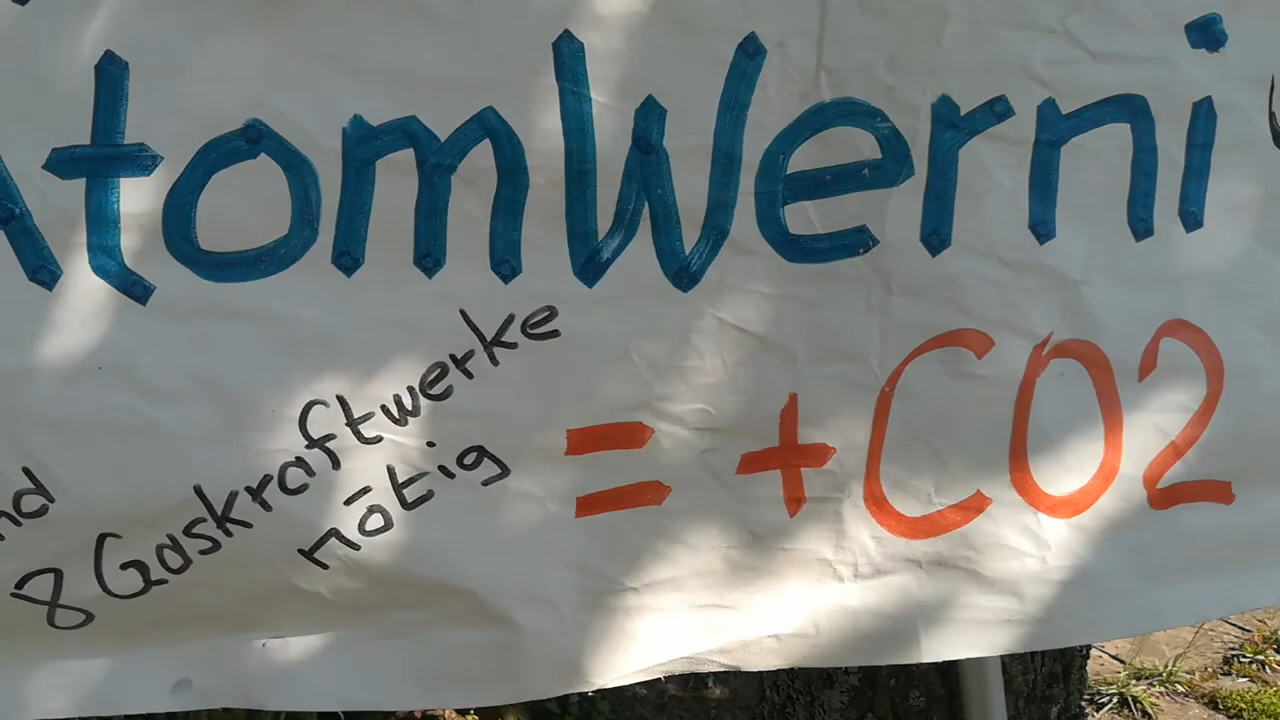 AtomWerni
8 Gaskraftwerke
nötig
= +CO2